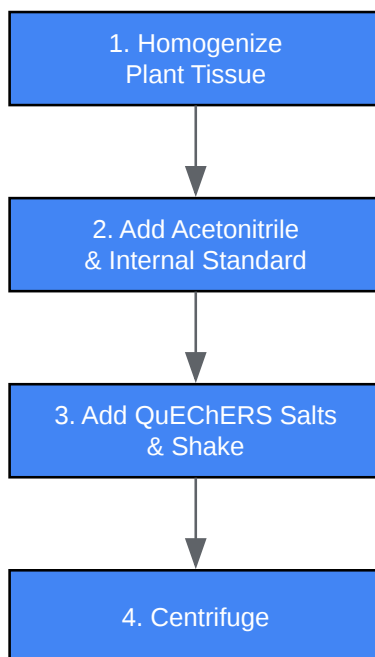 1. Homogenize
Plant Tissue
2. Add Acetonitrile
& Internal Standard
3. Add QuEChERS Salts
& Shake
4. Centrifuge